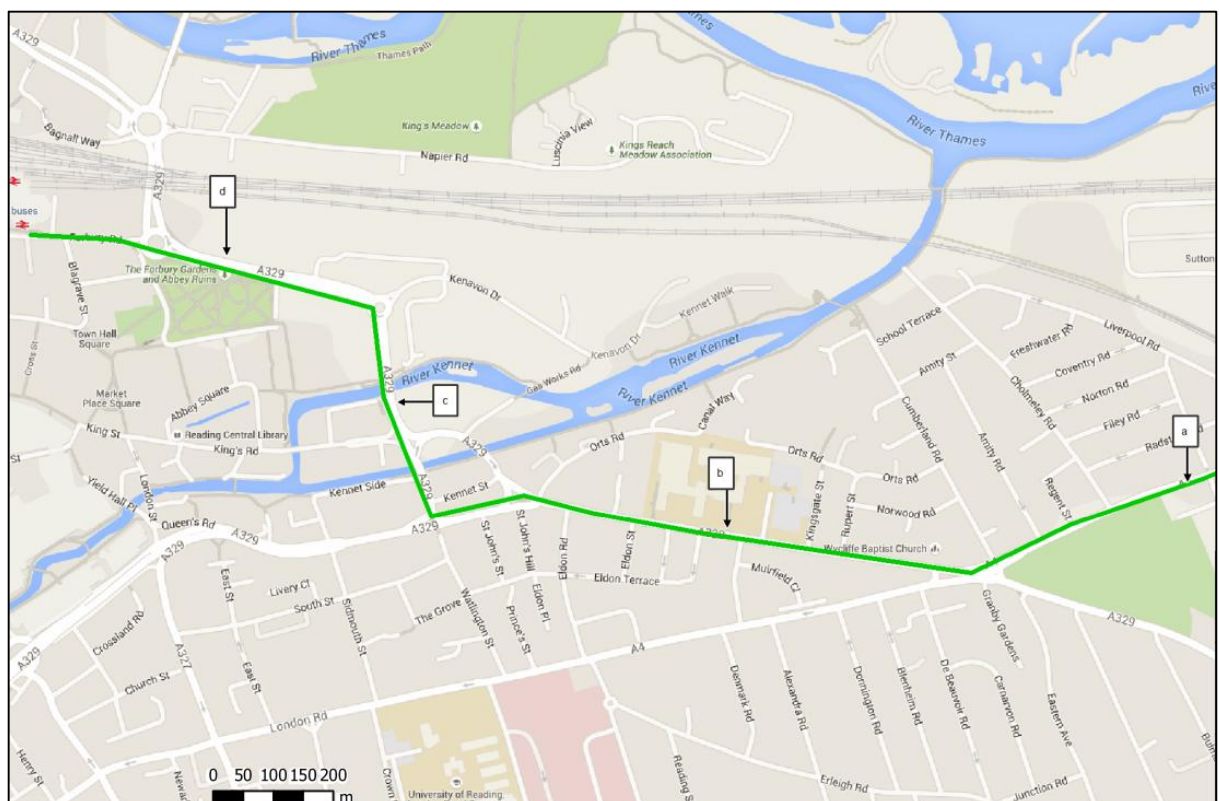 A329
River Thames
Thames Path
River Thames
River Thames
King's Meadow
Luscinia View
Kings Reach
Meadow Association
Bagnall Way
Napier Rd
A329
d
buses
Forbury Rd
The Forbury Gardens
and Abbey Ruins
A329
Blagrave St
Kenavon Dr
Sutton
Town Hall
Square
Cross St
Kennet Walk
School Terrace
Liverpool Rd
Freshwater Rd
Kenavon Dr
River Kennet
River Kennet
Amity St
Coventry Rd
A329
Gas Works Rd
River Kennet
Cholmeley Rd
Norton Rd
Market
Place Square
Abbey Square
c
Canal Way
Cumberland Rd
Filey Rd
King St
Reading Central Library
King's Rd
A329
Orts Rd
Orts Rd
Amity Rd
a
St
b
Orts Rd
Regent St
Yield Hall Pl
London St
Kennet Side
A329
Kennet St
Kingsgate St
Rupert St
Norwood Rd
Queen's Rd
A329
St John's St
St John's Hill
Eldon Rd
Eldon St
Wycliffe Baptist Church
A4
A329
East St
Livery Cl
South St
Sidmouth St
The Grove
Watlington St
Prince's St
Eldon Pl
Eldon Terrace
Muirfield Cl
Granby Gardens
A329
Crossland Rd
A327
A329
Church St
East St
A4
Denmark Rd
Alexandra Rd
Donnington Rd
Blenheim Rd
De Beauvoir Rd
Carnarvon Rd
Eastern Ave
London Rd
Henry St
Erleigh Rd
Junction Rd
0 50 100 150 200
m
University of Reading,